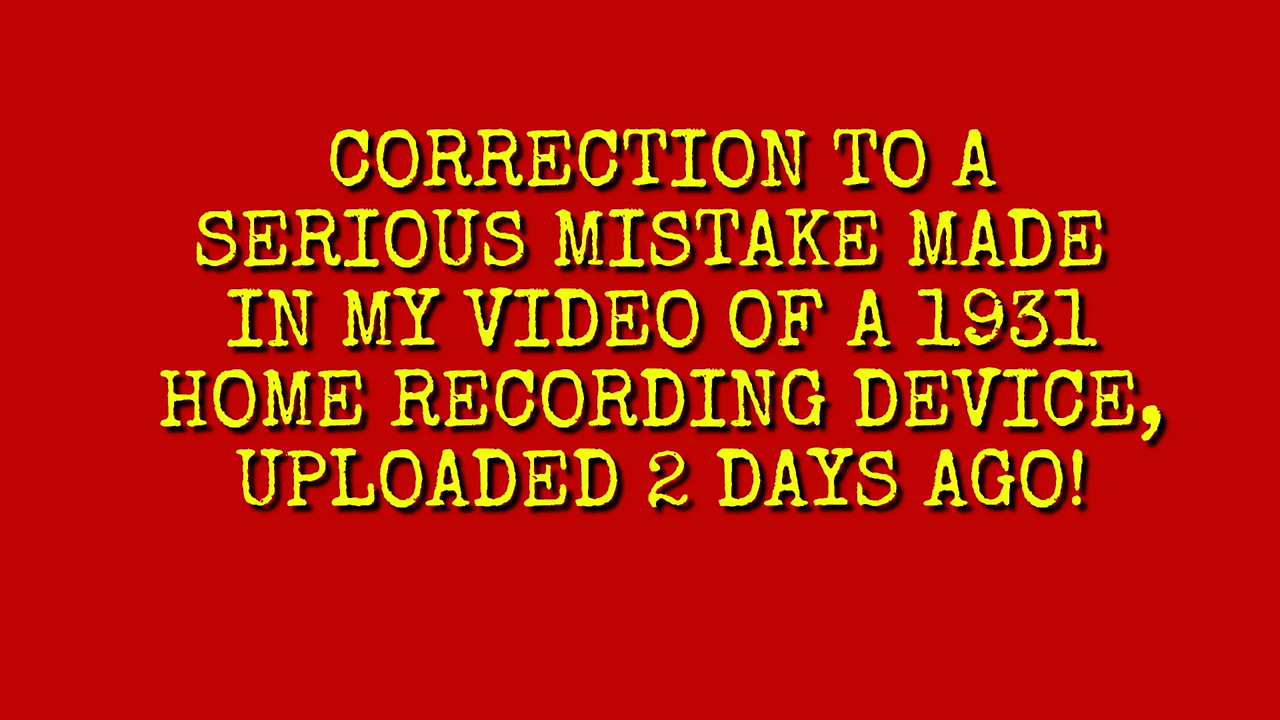 CORRECTION TO A
SERIOUS MISTAKE MADE
IN MY VIDEO OF A 1931
HOME RECORDING DEVICE,
UPLOADED 2 DAYS AGO!